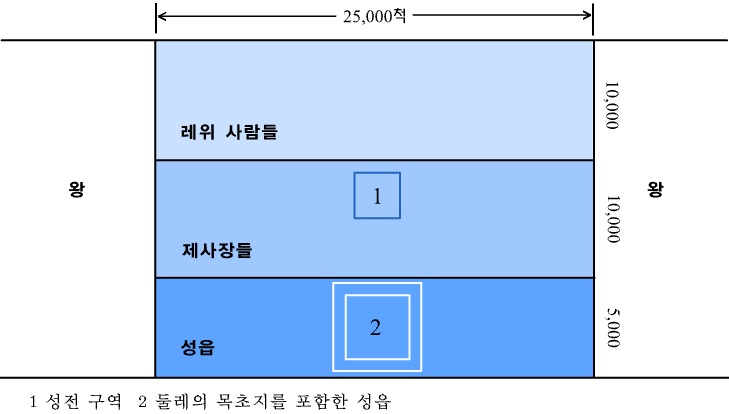 25,000척
레위 사람들
10,000
왕
왕
1
제사장들
10,000
2
성읍
5,000
1 성전 구역 2 둘레의 목초지를 포함한 성읍